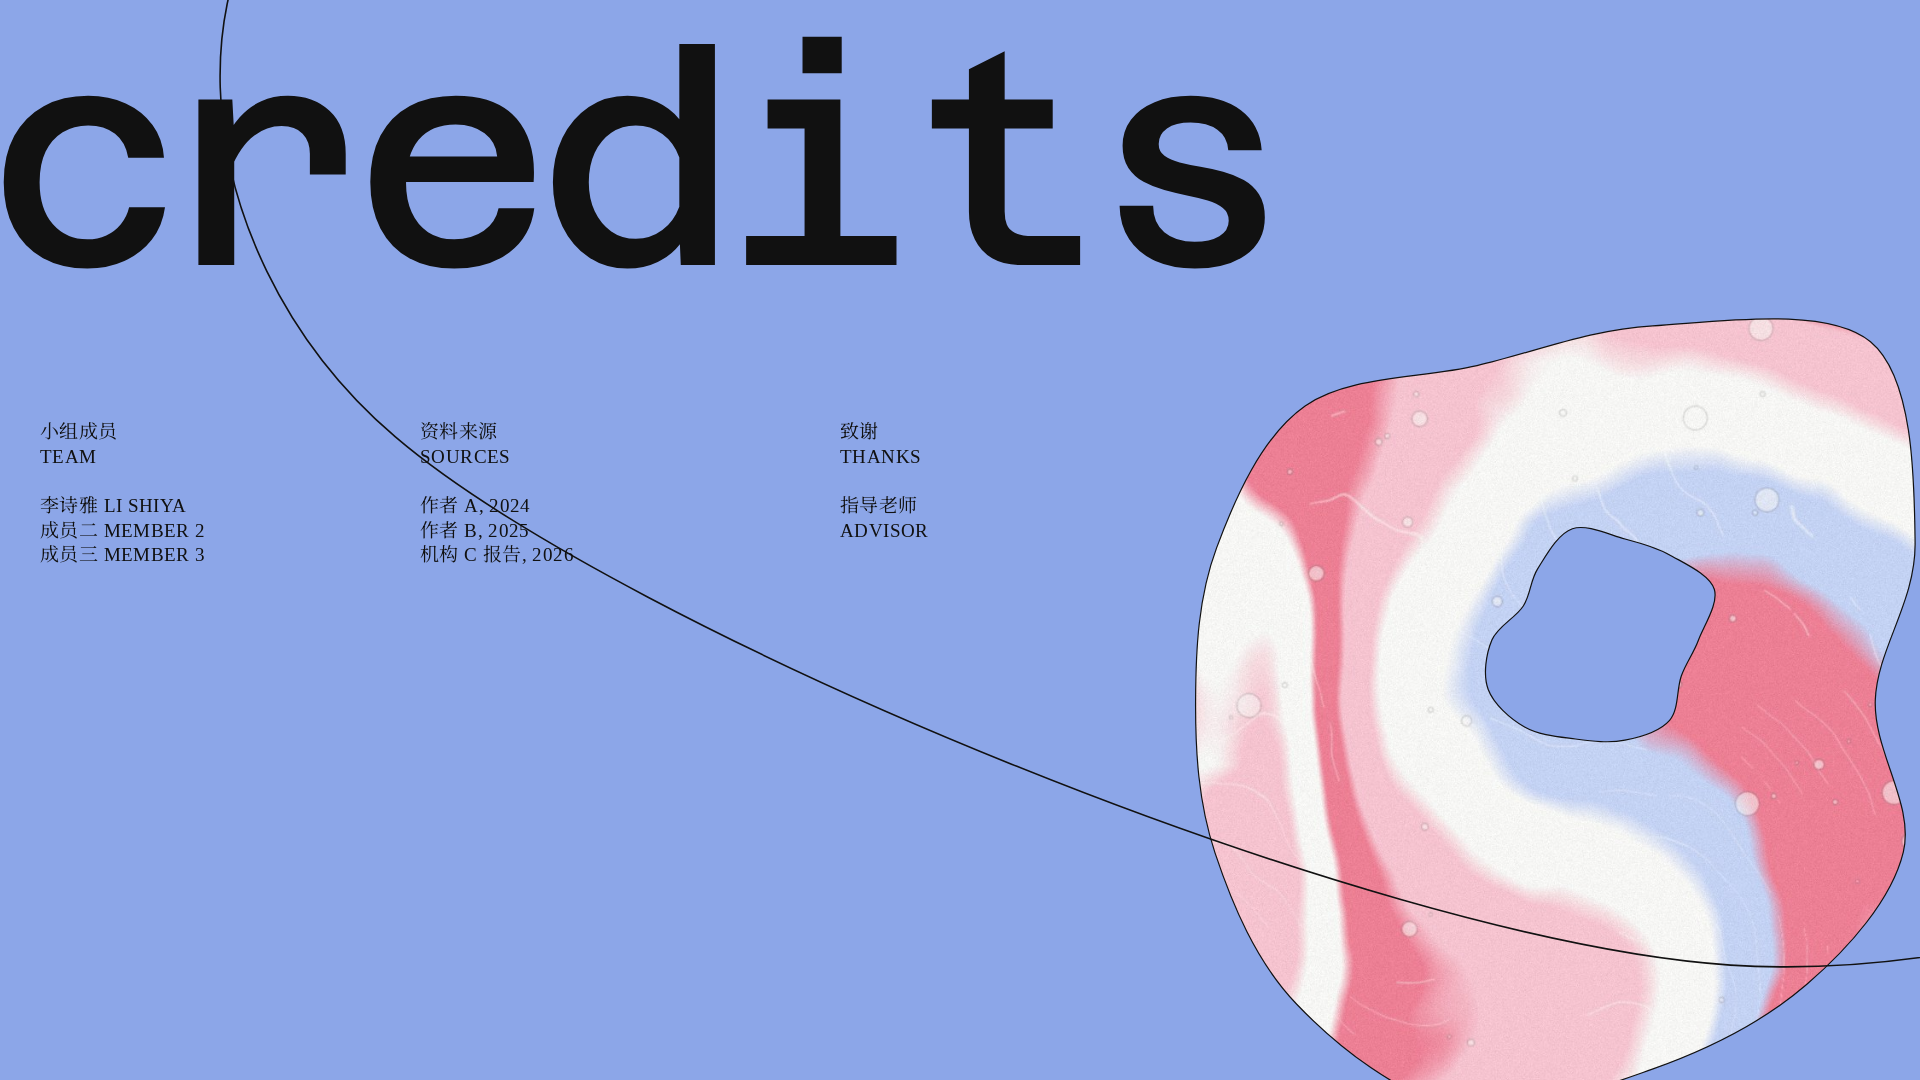 credits
小组成员
TEAM
李诗雅 LI SHIYA
成员二 MEMBER 2
成员三 MEMBER 3
资料来源
SOURCES
作者 A, 2024
作者 B, 2025
机构 C 报告, 2026
致谢
THANKS
指导老师
ADVISOR